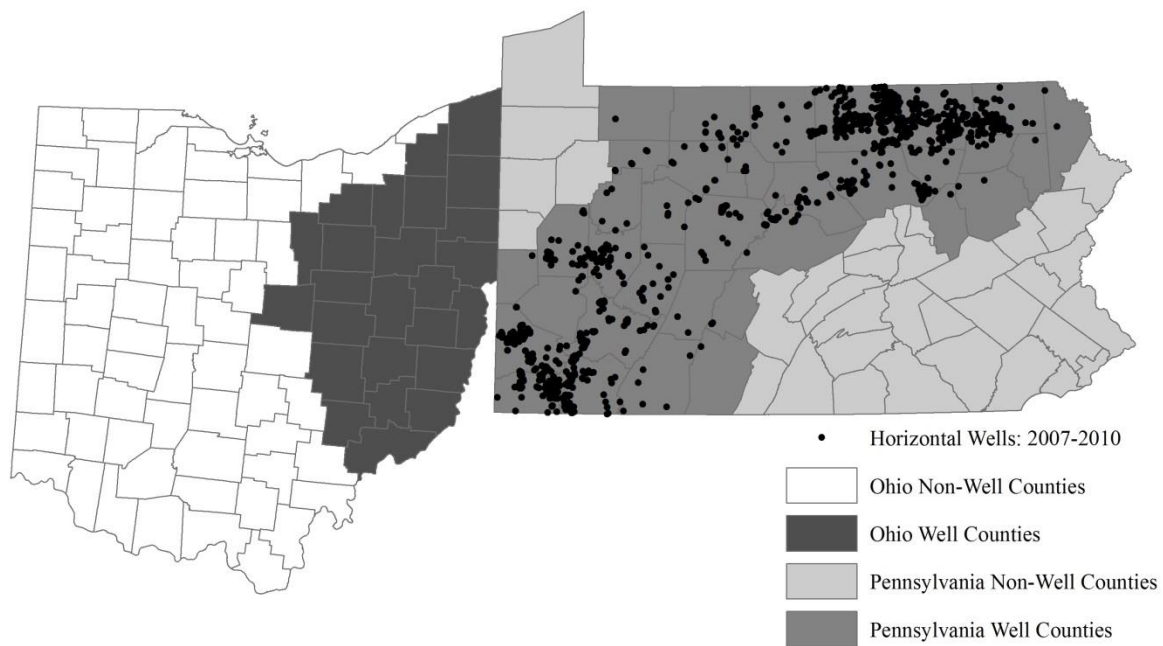 Horizontal Wells: 2007-2010
Ohio Non-Well Counties
Ohio Well Counties
Pennsylvania Non-Well Counties
Pennsylvania Well Counties